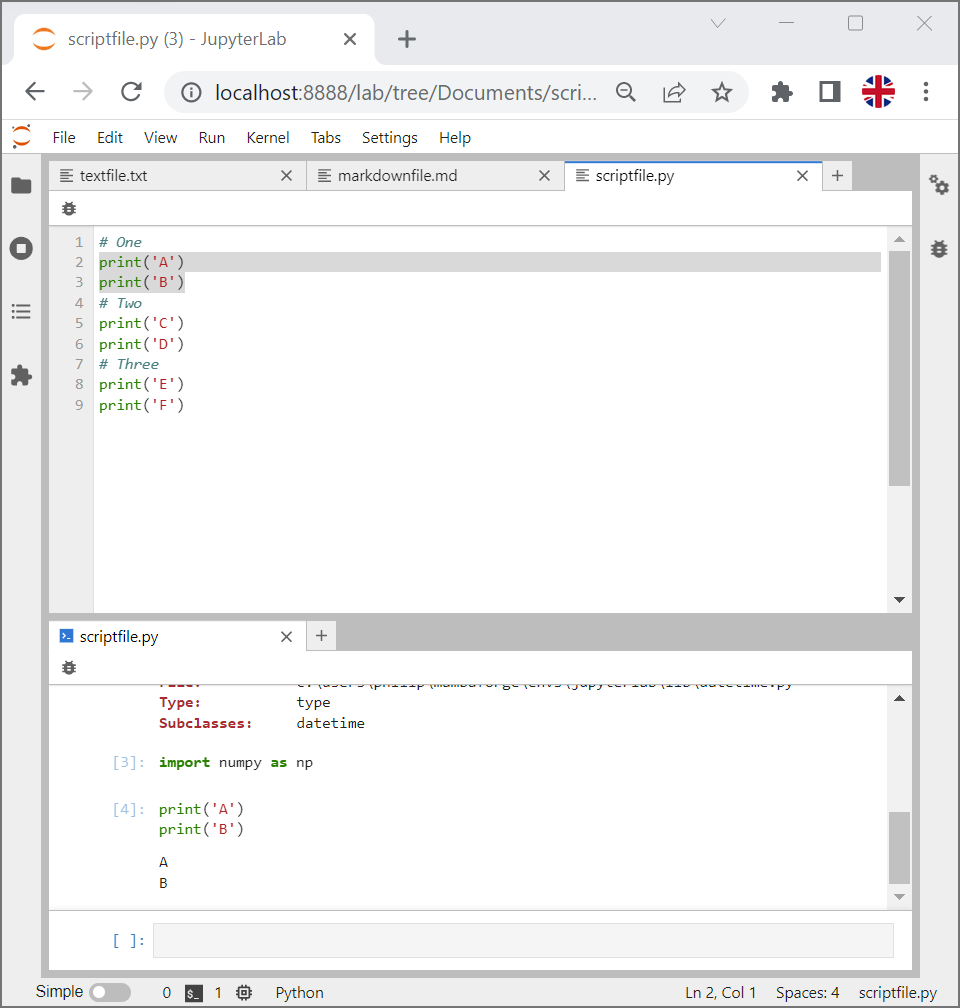 scriptfile.py (3) - JupyterLab
localhost:8888/lab/tree/Documents/scri...
File Edit View Run Kernel Tabs Settings Help
textfile.txt markdownfile.md scriptfile.py
1 # One
2 print('A')
3 print('B')
4 # Two
5 print('C')
6 print('D')
7 # Three
8 print('E')
9 print('F')
scriptfile.py
Type: type
Subclasses: datetime
[3]: import numpy as np
[4]: print('A')
print('B')
A
B
[ ]:
Simple 0 $_ 1 Python Ln 2, Col 1 Spaces: 4 scriptfile.py